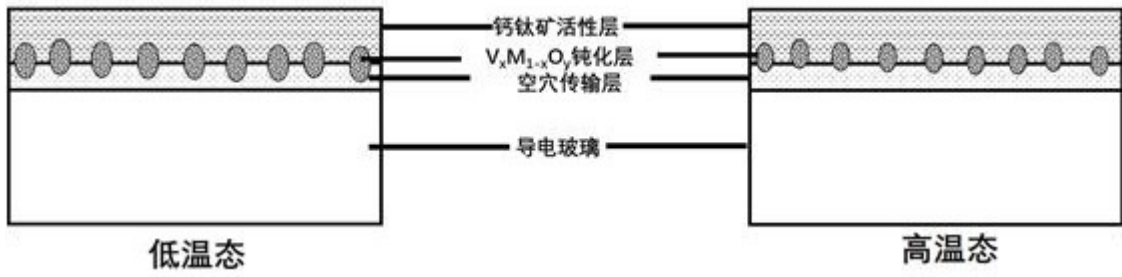 钙钛矿活性层
VxM1-xOy钝化层
空穴传输层
导电玻璃
低温态
高温态